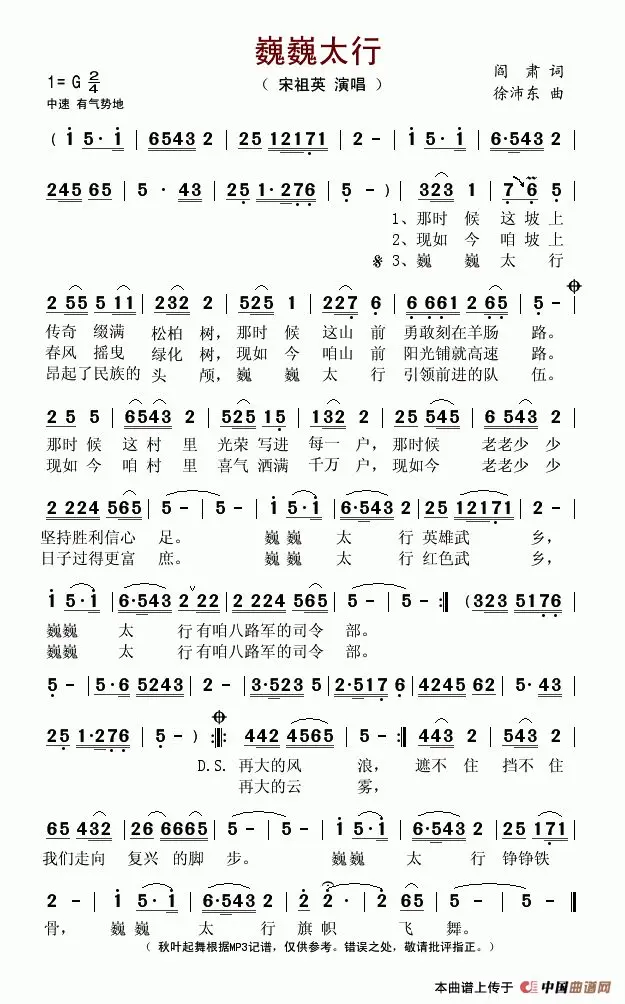 巍巍太行
1= G 2/4
（ 宋祖英 演唱 ）
阎 肃 词
中速 有气势地
徐沛东 曲
( i 5· i | 6543 2 | 25 12171 | 2 - | i 5· i | 6·543 2 |
245 65 | 5 · 43 | 25 1·276 | 5 - ) | 323 1 | 7 6 5 |
1、那时 候 这 坡 上
2、现如 今 咱 坡 上
3、巍 巍 太 行
2 55 5 11 | 232 2 | 525 1 | 227 6 | 6 661 2 65 | 5 - |
传奇 缀满 松柏 树， 那时 候 这山 前 勇敢刻在羊肠 路。
春风 摇曳 绿化 树， 现如 今 咱山 前 阳光铺就高速 路。
昂起了民族的 头 颅， 巍 巍 太 行 引领前进的队 伍。
2 5 5 | 6543 2 | 525 15 | 132 2 | 25 545 | 6 543 2 |
那时 候 这 村 里 光荣 写进 每一 户， 那时候 老老少 少
现如 今 咱 村 里 喜气 洒满 千万 户， 现如今 老老少 少
2 224 565 | 5 - | 5 - | i 5· i | 6·543 2 | 25 12171 | 2 - |
坚持胜利信心 足。 巍 巍 太 行 英雄武 乡，
日子过得更富 庶。 巍 巍 太 行 红色武 乡，
i 5· i | 6·543 2 22 | 2 224 565 | 5 - | 5 - :| (323 5176 |
巍巍 太 行有咱八路军的司令 部。
巍巍 太 行有咱八路军的司令 部。
5 - | 5·6 5243 | 2 - | 3·523 | 2·517 6 | 4245 62 | 5· 43 |
25 1·276 | 5 - ) :||: 442 4565 | 5 - :| 442 2 | 543 2 |
D.S. 再大的风 浪， 遮不 住 挡不 住
再大的云 雾，
65 432 | 26 6665 | 5 - | 5 - | i 5· i | 6·543 2 | 25 171 |
我们走向 复兴 的脚 步。 巍巍 太 行 铮铮铁
2 - | i 5· i | 6·543 2 | 2· 2 | 2 65 | 5 - | 5 - ‖
骨， 巍 巍 太 行 旗 帜 飞 舞。
（ 秋叶起舞根据MP3记谱，仅供参考。错误之处，敬请批评指正。）
本曲谱上传于 中国曲谱网